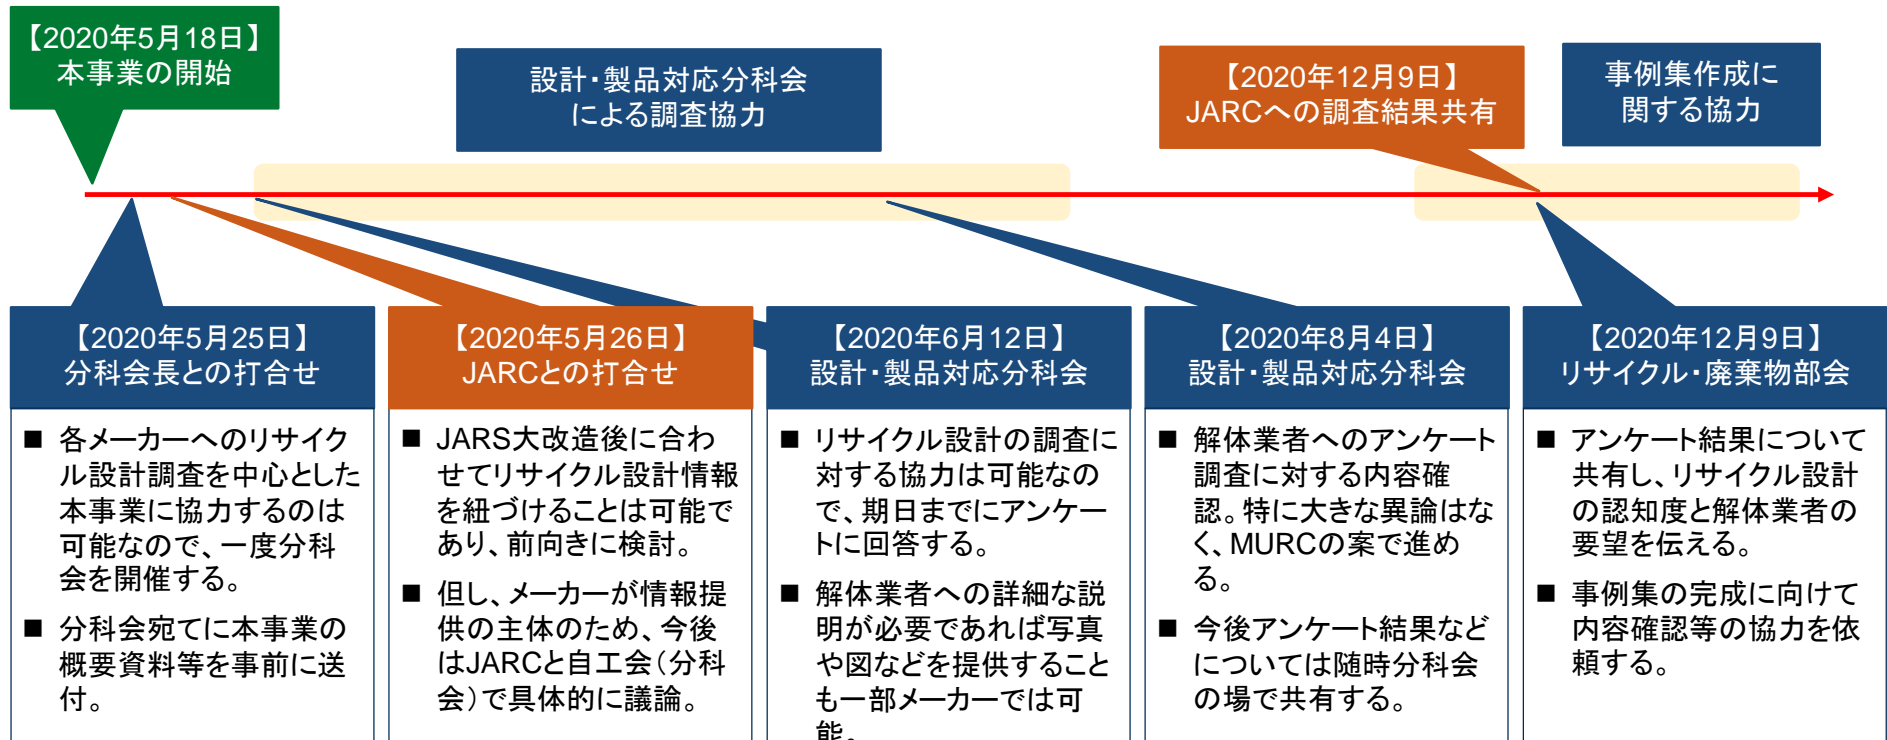 【2020年5月18日】
本事業の開始
設計・製品対応分科会
による調査協力
【2020年12月9日】
JARCへの調査結果共有
事例集作成に
関する協力
【2020年5月25日】
分科会長との打合せ
■ 各メーカーへのリサイク
ル設計調査を中心とした
本事業に協力するのは
可能なので、一度分科
会を開催する。
■ 分科会宛てに本事業の
概要資料等を事前に送
付。
【2020年5月26日】
JARCとの打合せ
■ JARS大改造後に合わ
せてリサイクル設計情報
を紐づけることは可能で
あり、前向きに検討。
■ 但し、メーカーが情報提
供の主体のため、今後
はJARCと自工会（分科
会）で具体的に議論。
【2020年6月12日】
設計・製品対応分科会
■ リサイクル設計の調査に
対する協力は可能なの
で、期日までにアンケー
トに回答する。
■ 解体業者への詳細な説
明が必要であれば写真
や図などを提供すること
も一部メーカーでは可
能。
【2020年8月4日】
設計・製品対応分科会
■ 解体業者へのアンケート
調査に対する内容確
認。特に大きな異論はな
く、MURCの案で進め
る。
■ 今後アンケート結果など
については随時分科会
の場で共有する。
【2020年12月9日】
リサイクル・廃棄物部会
■ アンケート結果について
共有し、リサイクル設計
の認知度と解体業者の
要望を伝える。
■ 事例集の完成に向けて
内容確認等の協力を依
頼する。